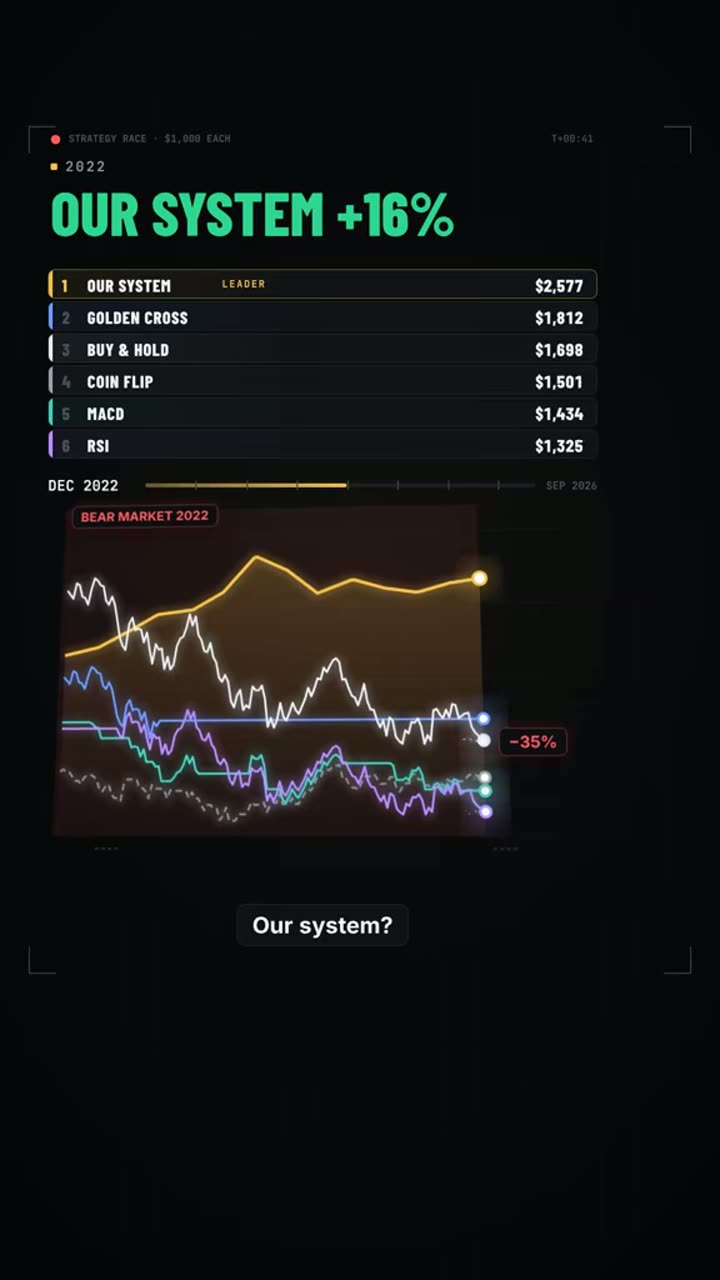 STRATEGY RACE · $1,000 EACH T+00:41
2022
OUR SYSTEM +16%
1 OUR SYSTEM LEADER $2,577
2 GOLDEN CROSS $1,812
3 BUY & HOLD $1,698
4 COIN FLIP $1,501
5 MACD $1,434
6 RSI $1,325
DEC 2022 SEP 2026
BEAR MARKET 2022
−35%
Our system?